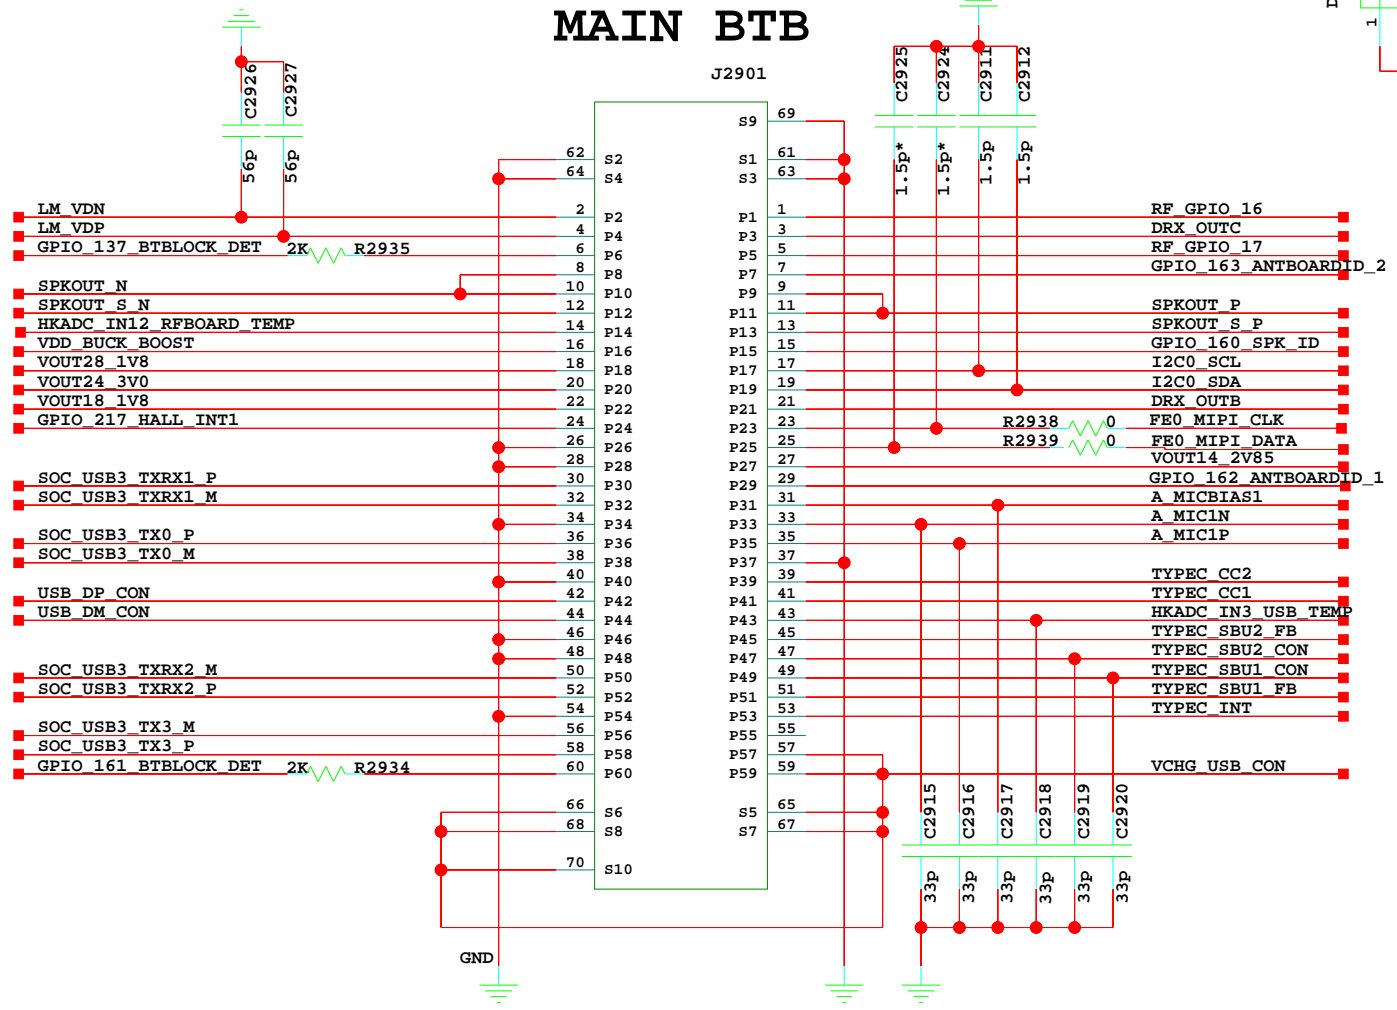 MAIN BTB
J2901
C2926
C2927
56p
56p
C2925
C2924
C2911
C2912
1.5p*
1.5p*
1.5p
1.5p
1
S9 69
62 S2 S1 61
64 S4 S3 63
LM_VDN 2 P2 P1 1 RF_GPIO_16
LM_VDP 4 P4 P3 3 DRX_OUTC
GPIO_137_BTBLOCK_DET 2K R2935 6 P6 P5 5 RF_GPIO_17
8 P8 P7 7 GPIO_163_ANTBOARDID_2
SPKOUT_N 10 P10 P9 9
SPKOUT_S_N 12 P12 P11 11 SPKOUT_P
HKADC_IN12_RFBOARD_TEMP 14 P14 P13 13 SPKOUT_S_P
VDD_BUCK_BOOST 16 P16 P15 15 GPIO_160_SPK_ID
VOUT28_1V8 18 P18 P17 17 I2C0_SCL
VOUT24_3V0 20 P20 P19 19 I2C0_SDA
VOUT18_1V8 22 P22 P21 21 DRX_OUTB
GPIO_217_HALL_INT1 24 P24 P23 23 R2938 0 FE0_MIPI_CLK
26 P26 P25 25 R2939 0 FE0_MIPI_DATA
28 P28 P27 27 VOUT14_2V85
SOC_USB3_TXRX1_P 30 P30 P29 29 GPIO_162_ANTBOARDID_1
SOC_USB3_TXRX1_M 32 P32 P31 31 A_MICBIAS1
34 P34 P33 33 A_MIC1N
SOC_USB3_TX0_P 36 P36 P35 35 A_MIC1P
SOC_USB3_TX0_M 38 P38 P37 37
40 P40 P39 39 TYPEC_CC2
USB_DP_CON 42 P42 P41 41 TYPEC_CC1
USB_DM_CON 44 P44 P43 43 HKADC_IN3_USB_TEMP
46 P46 P45 45 TYPEC_SBU2_FB
48 P48 P47 47 TYPEC_SBU2_CON
SOC_USB3_TXRX2_M 50 P50 P49 49 TYPEC_SBU1_CON
SOC_USB3_TXRX2_P 52 P52 P51 51 TYPEC_SBU1_FB
54 P54 P53 53 TYPEC_INT
SOC_USB3_TX3_M 56 P56 P55 55
SOC_USB3_TX3_P 58 P58 P57 57
GPIO_161_BTBLOCK_DET 2K R2934 60 P60 P59 59 VCHG_USB_CON
66 S6 S5 65
68 S8 S7 67
70 S10
C2915
C2916
C2917
C2918
C2919
C2920
33p
33p
33p
33p
33p
33p
GND